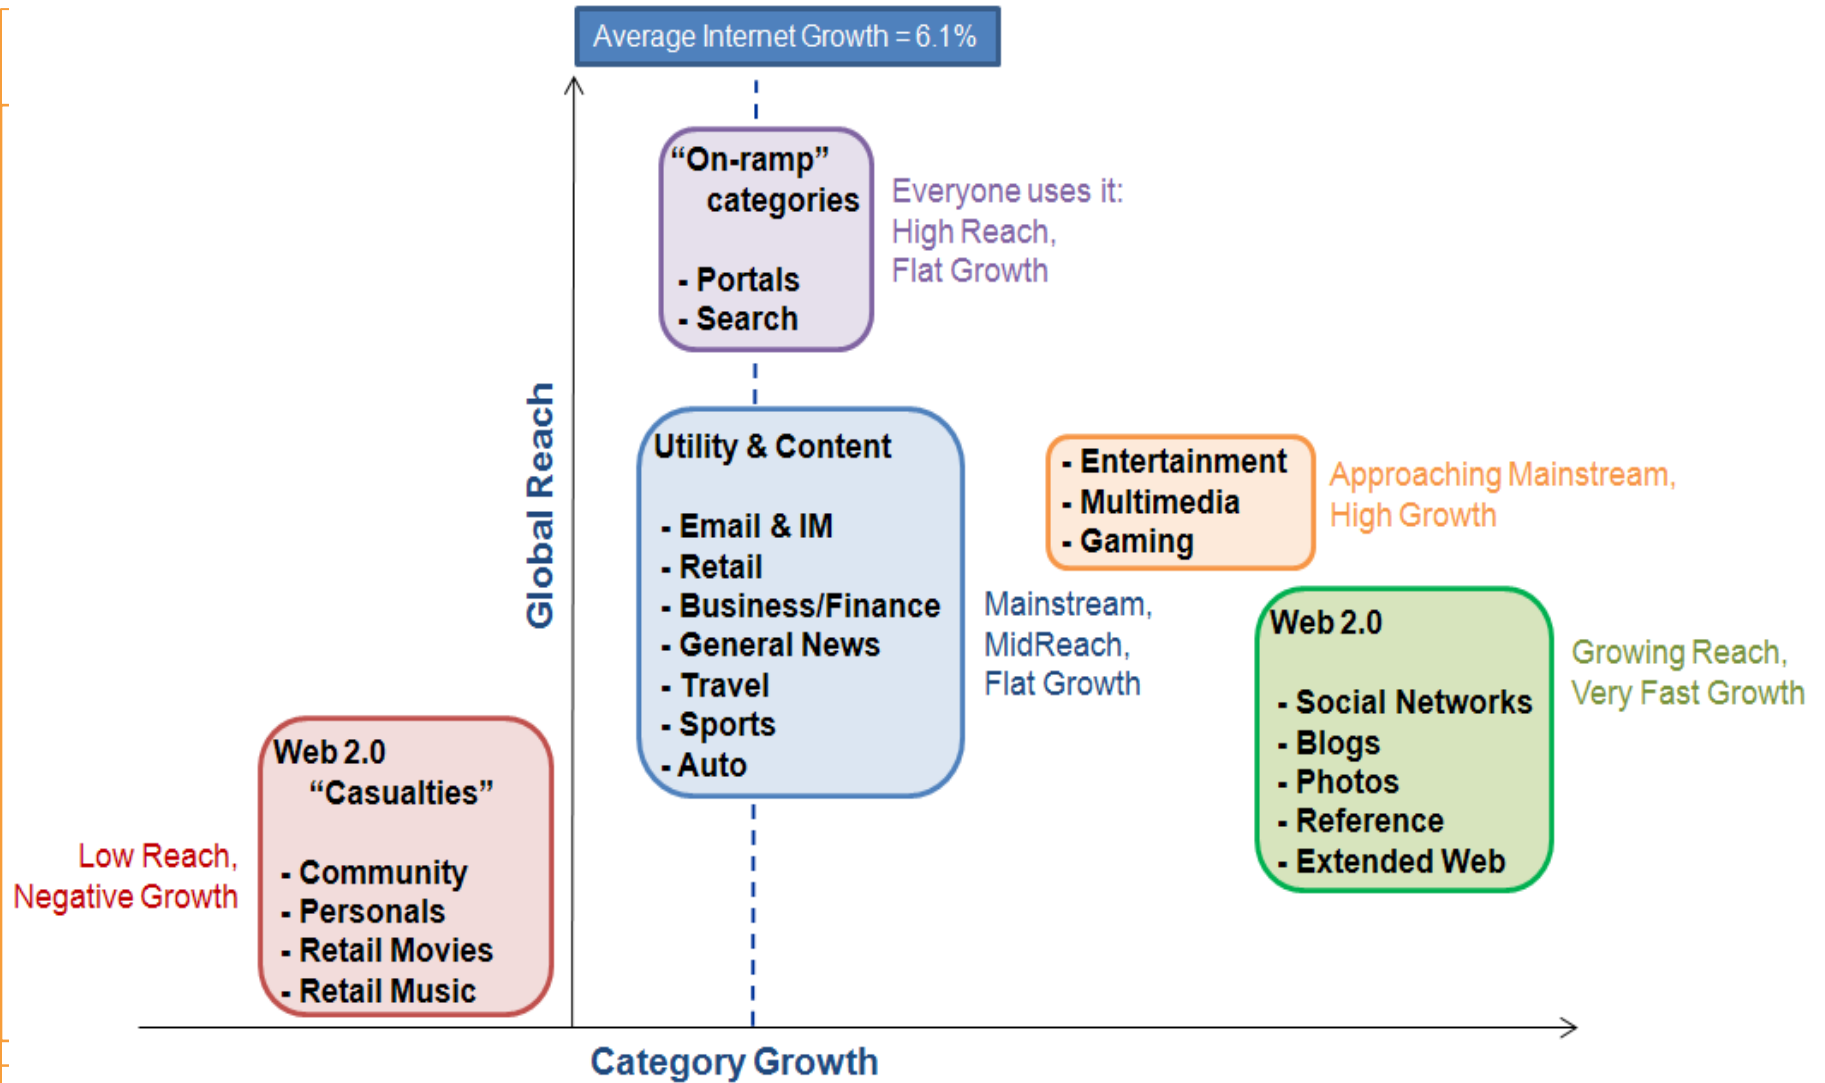 Average Internet Growth = 6.1%
“On-ramp”
categories
- Portals
- Search
Everyone uses it:
High Reach,
Flat Growth
Global Reach
Utility & Content
- Email & IM
- Retail
- Business/Finance
- General News
- Travel
- Sports
- Auto
Mainstream,
MidReach,
Flat Growth
- Entertainment
- Multimedia
- Gaming
Approaching Mainstream,
High Growth
Web 2.0
- Social Networks
- Blogs
- Photos
- Reference
- Extended Web
Growing Reach,
Very Fast Growth
Web 2.0
“Casualties”
- Community
- Personals
- Retail Movies
- Retail Music
Low Reach,
Negative Growth
Category Growth